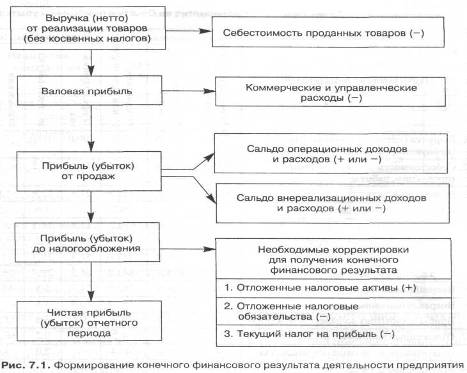 Выручка (нетто)
от реализации товаров
(без косвенных налогов)
Себестоимость проданных товаров (−)
Валовая прибыль
Коммерческие и управленческие
расходы (−)
Прибыль (убыток)
от продаж
Сальдо операционных доходов
и расходов (+ или −)
Сальдо внереализационных доходов
и расходов (+ или −)
Прибыль (убыток)
до налогообложения
Необходимые корректировки
для получения конечного
финансового результата
1. Отложенные налоговые активы (+)
2. Отложенные налоговые
обязательства (−)
3. Текущий налог на прибыль (−)
Чистая прибыль
(убыток) отчетного
периода
Рис. 7.1. Формирование конечного финансового результата деятельности предприятия